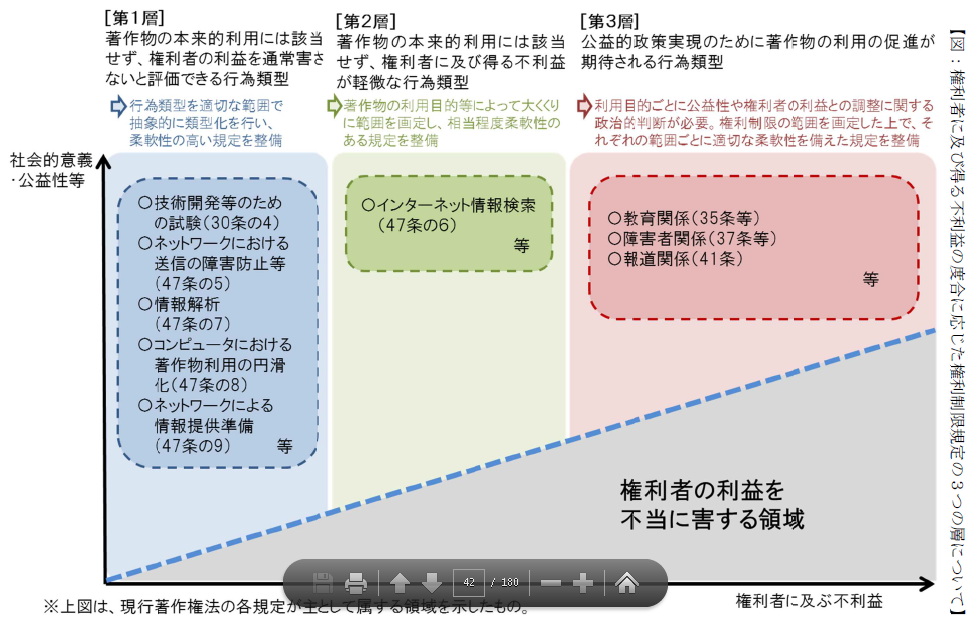 [第1層]
著作物の本来的利用には該当
せず、権利者の利益を通常害さ
ないと評価できる行為類型
行為類型を適切な範囲で
抽象的に類型化を行い、
柔軟性の高い規定を整備
[第2層]
著作物の本来的利用には該当
せず、権利者に及び得る不利益
が軽微な行為類型
著作物の利用目的等によって大くくり
に範囲を画定し、相当程度柔軟性の
ある規定を整備
[第3層]
公益的政策実現のために著作物の利用の促進が
期待される行為類型
利用目的ごとに公益性や権利者の利益との調整に関する
政治的判断が必要。権利制限の範囲を画定した上で、そ
れぞれの範囲ごとに適切な柔軟性を備えた規定を整備
社会的意義
・公益性等
○技術開発等のため
の試験(30条の4)
○ネットワークにおける
送信の障害防止等
(47条の5)
○情報解析
(47条の7)
○コンピュータにおける
著作物利用の円滑
化(47条の8)
○ネットワークによる
情報提供準備
(47条の9) 等
○インターネット情報検索
(47条の6)
等
○教育関係(35条等)
○障害者関係(37条等)
○報道関係(41条)
等
権利者の利益を
不当に害する領域
42 / 180
権利者に及ぶ不利益
※上図は、現行著作権法の各規定が主として属する領域を示したもの。
【図:権利者に及び得る不利益の度合に応じた権利制限規定の3つの層について】